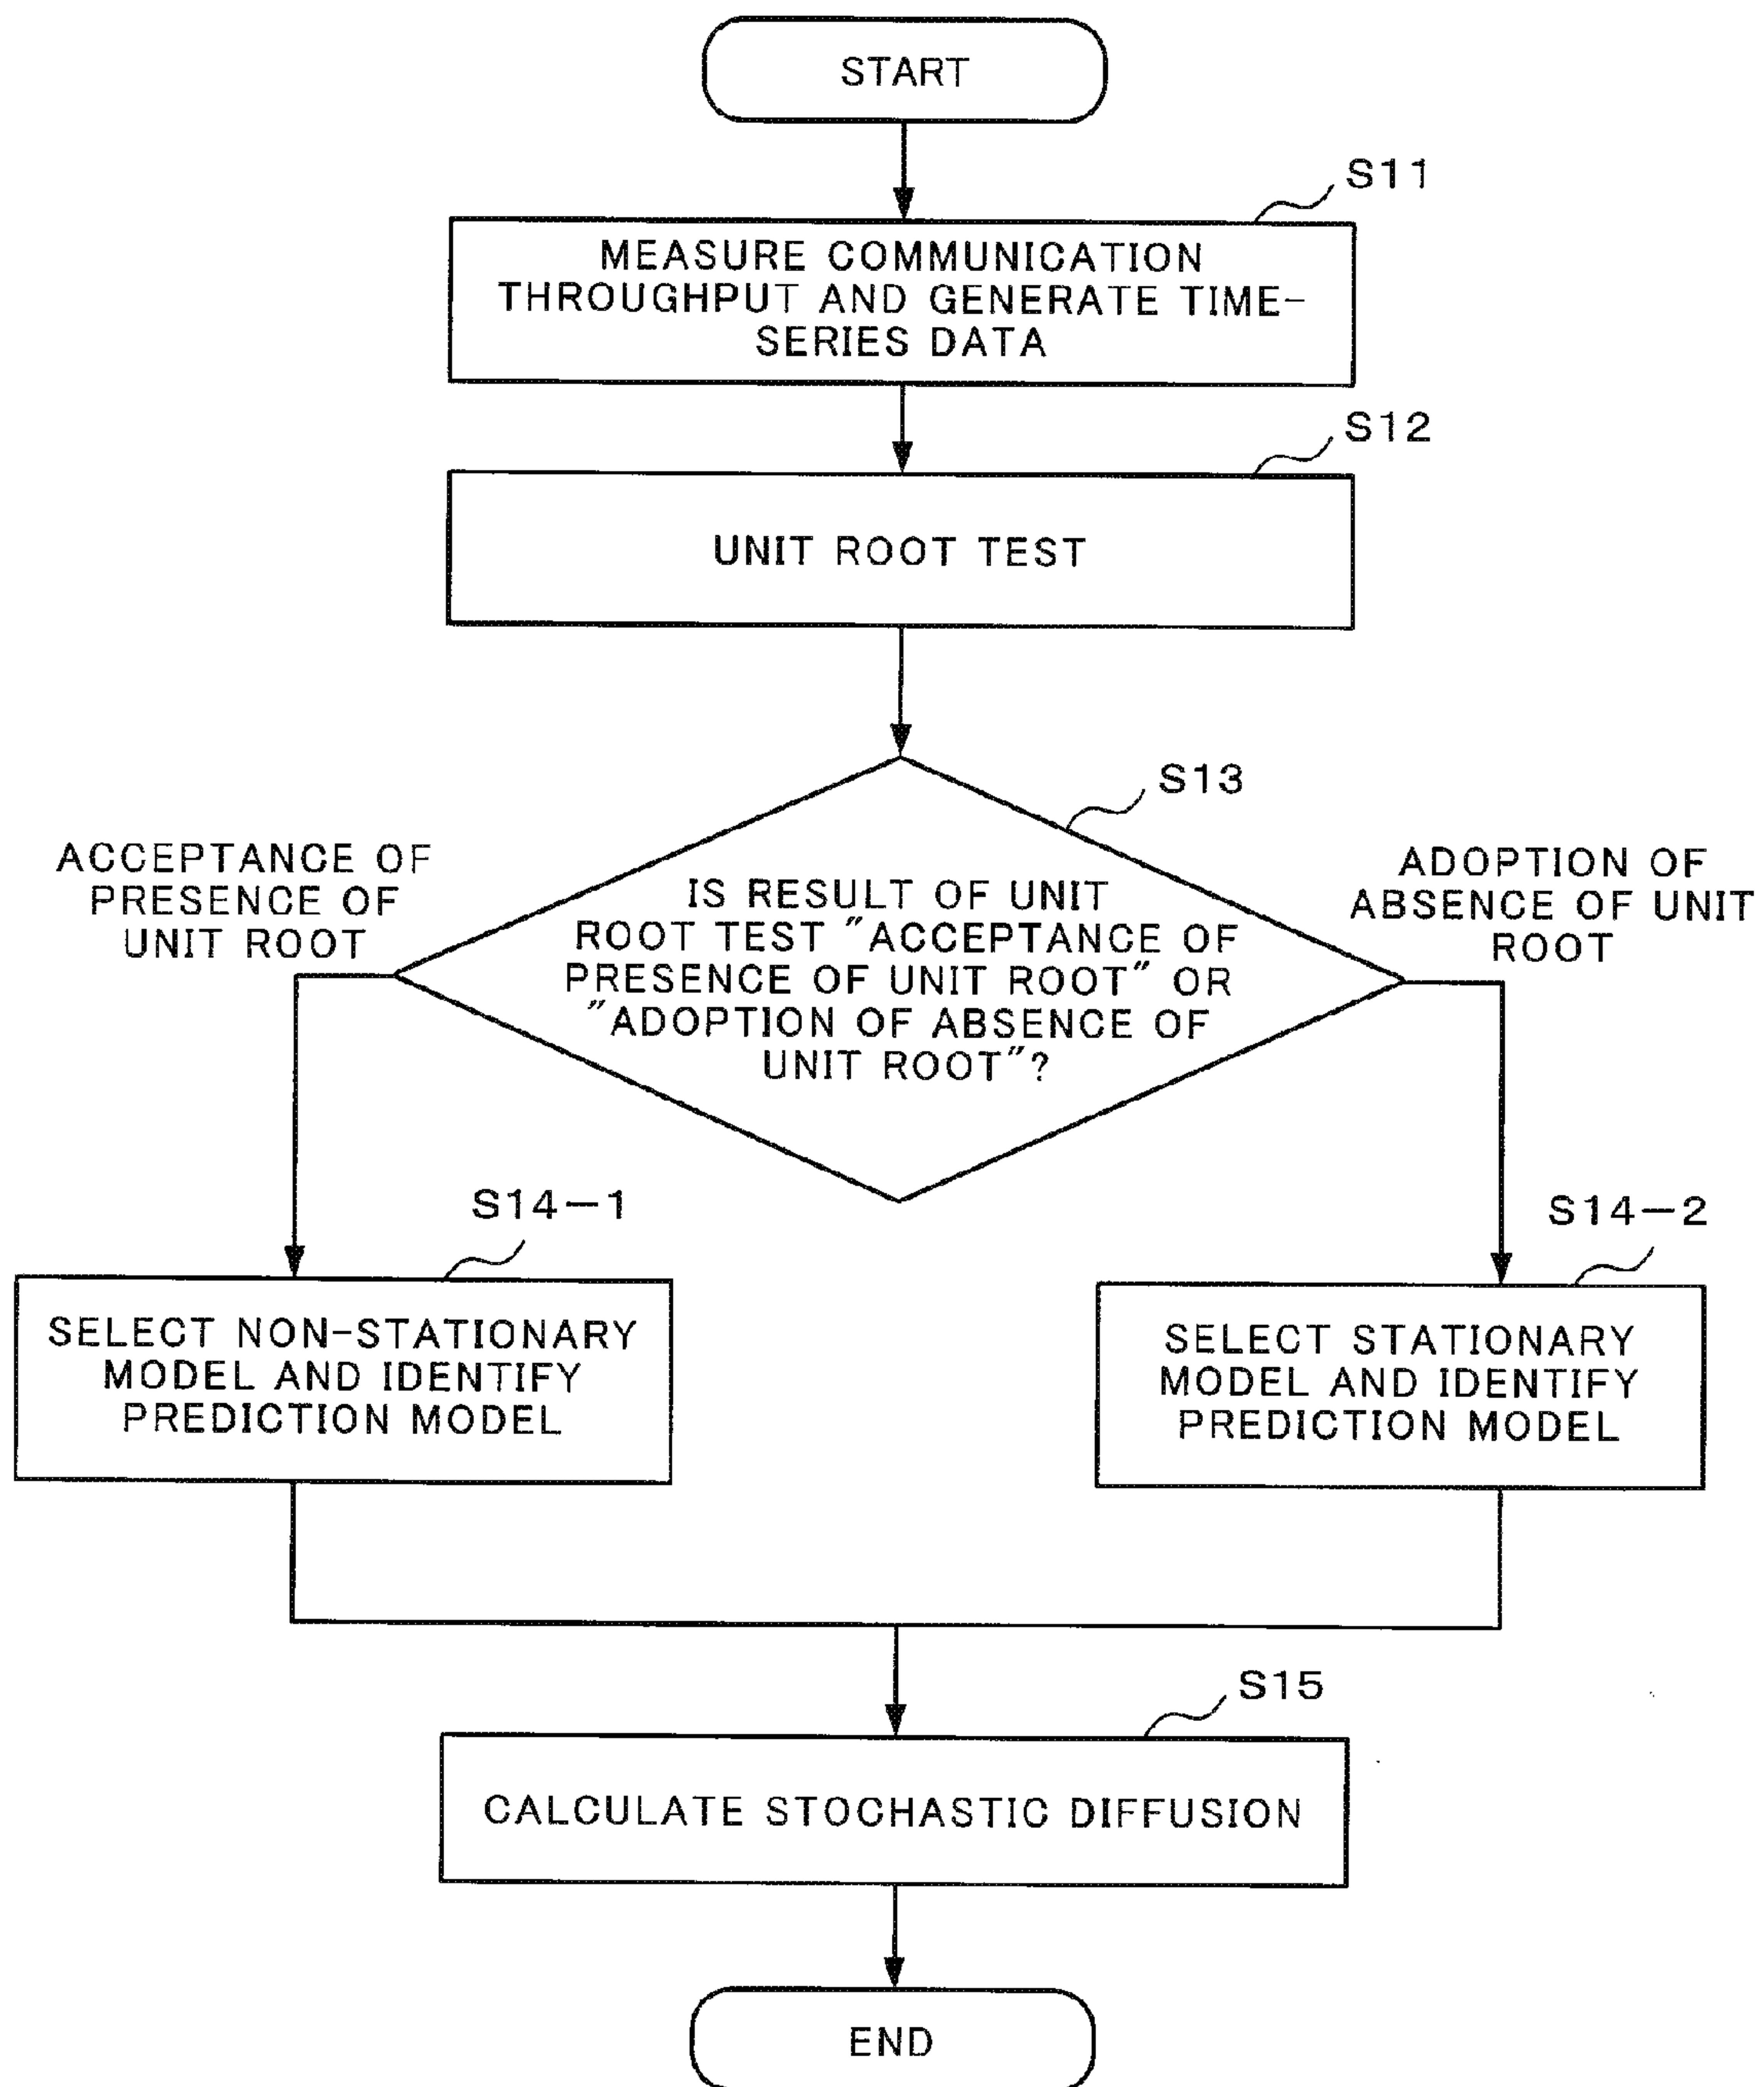 START
S11
MEASURE COMMUNICATION
THROUGHPUT AND GENERATE TIME-
SERIES DATA
S12
UNIT ROOT TEST
S13
ACCEPTANCE OF
PRESENCE OF
UNIT ROOT
IS RESULT OF UNIT
ROOT TEST "ACCEPTANCE OF
PRESENCE OF UNIT ROOT" OR
"ADOPTION OF ABSENCE OF
UNIT ROOT"?
ADOPTION OF
ABSENCE OF UNIT
ROOT
S14-1
SELECT NON-STATIONARY
MODEL AND IDENTIFY
PREDICTION MODEL
S14-2
SELECT STATIONARY
MODEL AND IDENTIFY
PREDICTION MODEL
S15
CALCULATE STOCHASTIC DIFFUSION
END